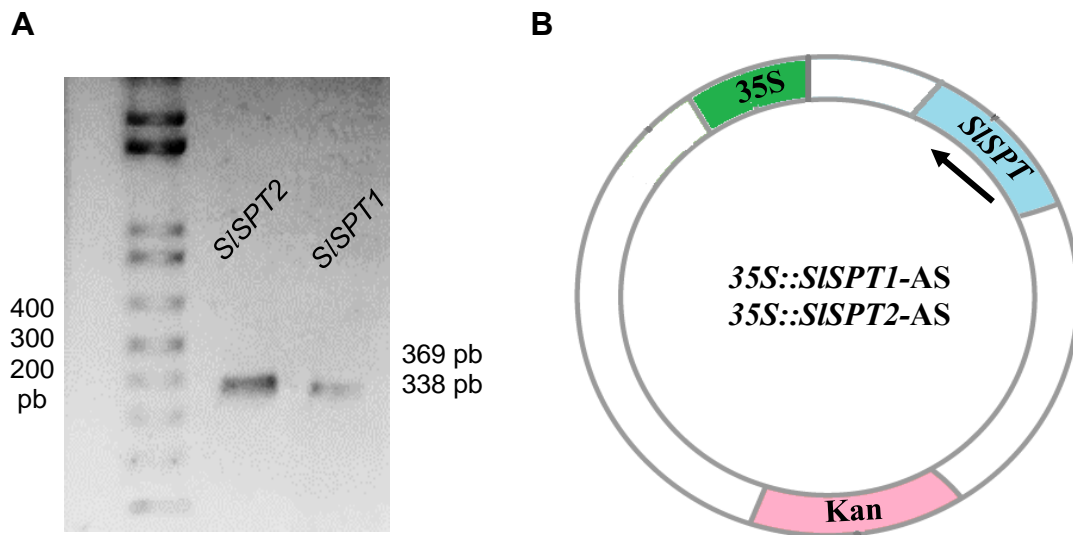 A
B
SlSPT2
SlSPT1
400
300
200
pb
369 pb
338 pb
35S
SlSPT
35S::SlSPT1-AS
35S::SlSPT2-AS
Kan